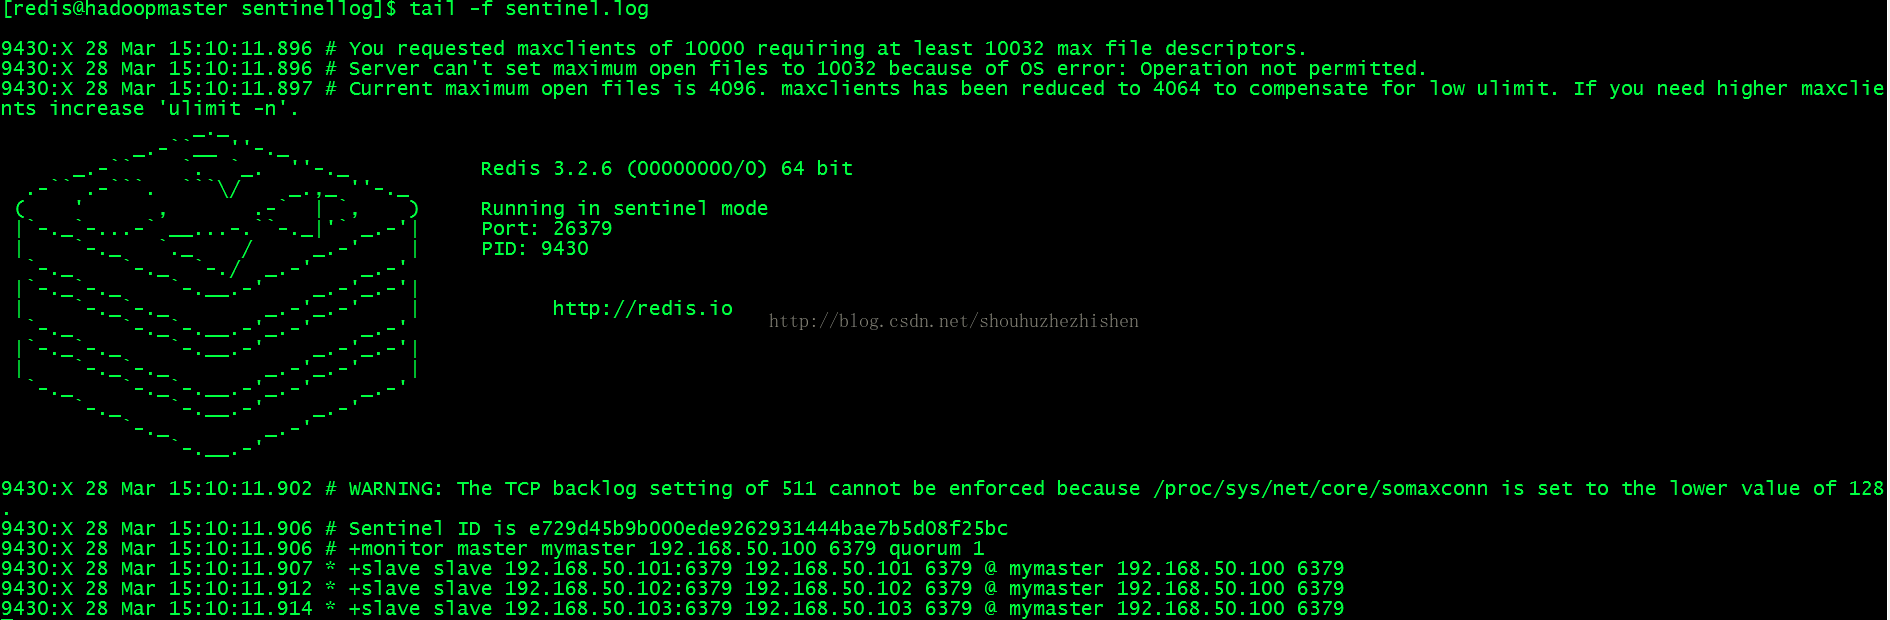 [redis@hadoopmaster sentinellog]$ tail -f sentinel.log
9430:X 28 Mar 15:10:11.896 # You requested maxclients of 10000 requiring at least 10032 max file descriptors.
9430:X 28 Mar 15:10:11.896 # Server can't set maximum open files to 10032 because of OS error: Operation not permitted.
9430:X 28 Mar 15:10:11.897 # Current maximum open files is 4096. maxclients has been reduced to 4064 to compensate for low ulimit. If you need higher maxclie
nts increase 'ulimit -n'.
Redis 3.2.6 (00000000/0) 64 bit
Running in sentinel mode
Port: 26379
PID: 9430
http://redis.io
http://blog.csdn.net/shouhuzhezhishen
9430:X 28 Mar 15:10:11.902 # WARNING: The TCP backlog setting of 511 cannot be enforced because /proc/sys/net/core/somaxconn is set to the lower value of 128
.
9430:X 28 Mar 15:10:11.906 # Sentinel ID is e729d45b9b000ede9262931444bae7b5d08f25bc
9430:X 28 Mar 15:10:11.906 # +monitor master mymaster 192.168.50.100 6379 quorum 1
9430:X 28 Mar 15:10:11.907 * +slave slave 192.168.50.101:6379 192.168.50.101 6379 @ mymaster 192.168.50.100 6379
9430:X 28 Mar 15:10:11.912 * +slave slave 192.168.50.102:6379 192.168.50.102 6379 @ mymaster 192.168.50.100 6379
9430:X 28 Mar 15:10:11.914 * +slave slave 192.168.50.103:6379 192.168.50.103 6379 @ mymaster 192.168.50.100 6379